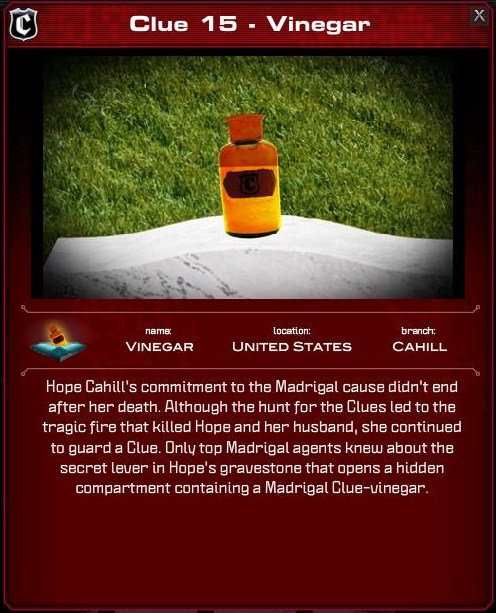 C
Clue 15 - Vinegar
X
C
name:
location:
branch:
VINEGAR
UNITED STATES
CAHILL
Hope Cahill's commitment to the Madrigal cause didn't end
after her death. Although the hunt for the Clues led to the
tragic fire that killed Hope and her husband, she continued
to guard a Clue. Only top Madrigal agents knew about the
secret lever in Hope's gravestone that opens a hidden
compartment containing a Madrigal Clue-vinegar.